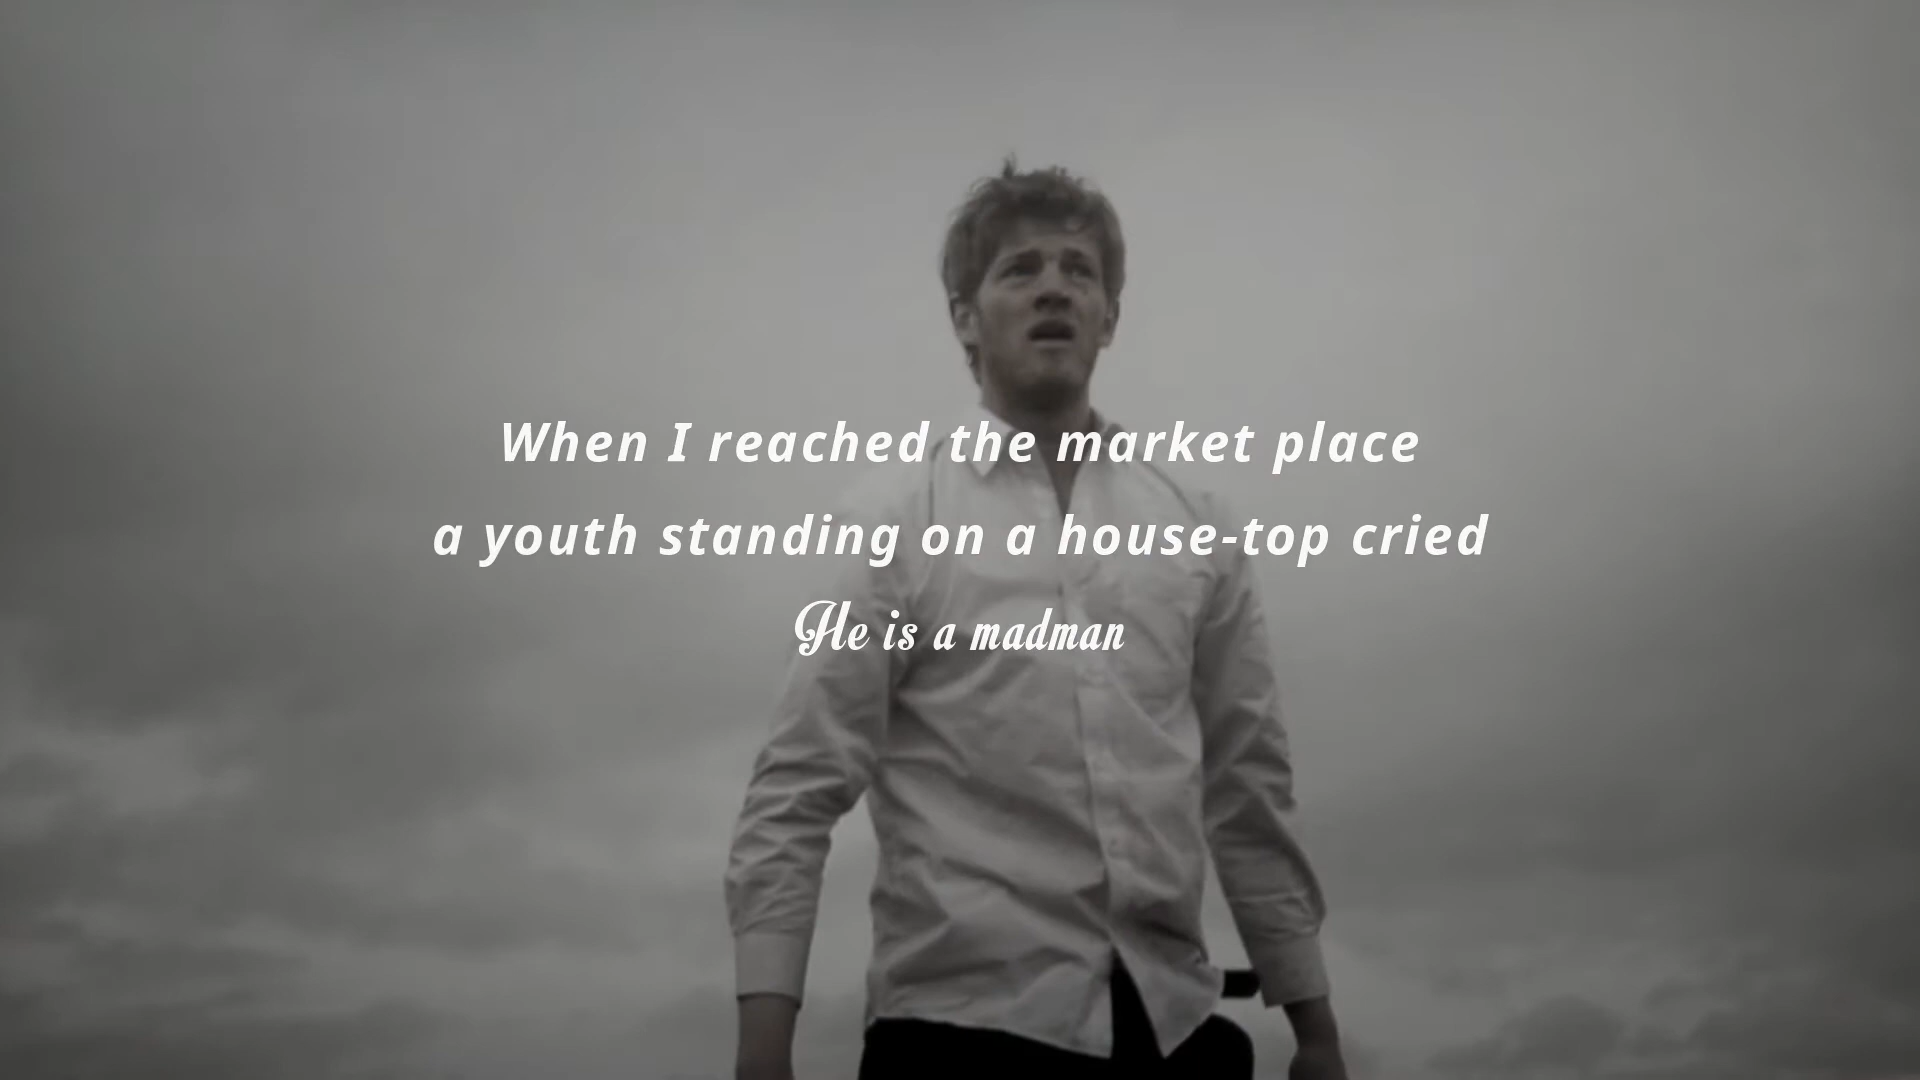 When I reached the market place
a youth standing on a house-top cried
He is a madman